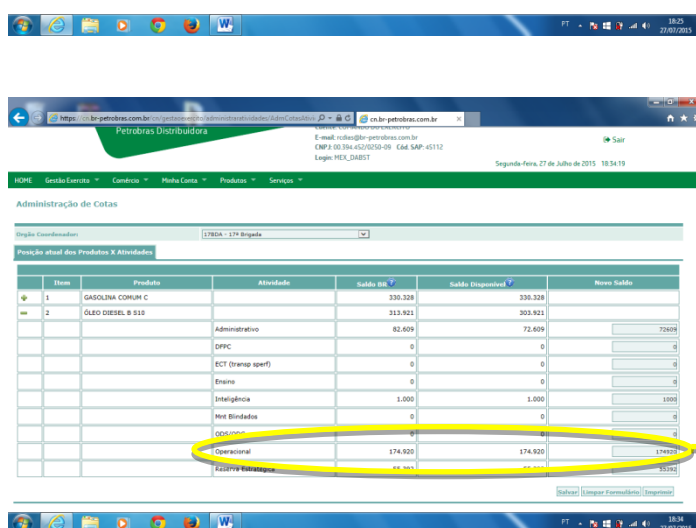 PT 18:25
27/07/2015
https://cn.br-petrobras.com.br/cn/gestaoexercito/administraratividades/AdmCotasAtivi
cn.br-petrobras.com.br
Petrobras Distribuidora
E-mail: rcdias@br-petrobras.com.br
CNPJ: 00.394.452/0250-09 Cód. SAP: 45112
Login: MEX_DABST
Sair
Segunda-feira, 27 de Julho de 2015 18:34:19
HOME Gestão Exercito Comércio Minha Conta Produtos Serviços
Administração de Cotas
Órgão Coordenador: 17BDA - 17ª Brigada
Posição atual dos Produtos X Atividades
Item Produto Atividade Saldo BR Saldo Disponível Novo Saldo
1 GASOLINA COMUM C 330.328 330.328
2 ÓLEO DIESEL B S10 313.921 303.921
Administrativo 82.609 72.609 72609
DFPC 0 0 0
ECT (transp sperf) 0 0 0
Ensino 0 0 0
Inteligência 1.000 1.000 1000
Mnt Blindados 0 0 0
0 0 0
Operacional 174.920 174.920 174920
Reserva Estratégica 55.392 55392
Salvar Limpar Formulário Imprimir
PT 18:34
27/07/2015